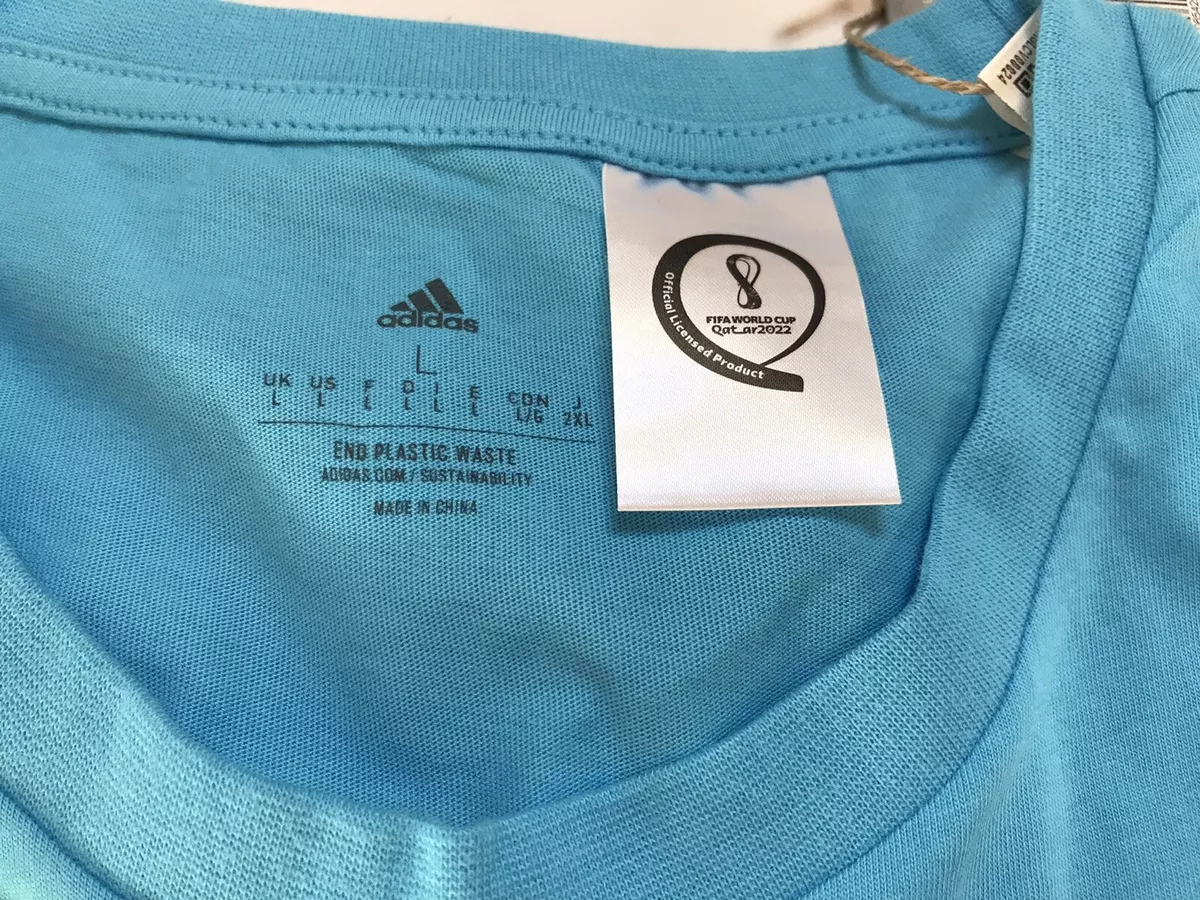 adidas
L
UK US F D I E CDN J
L L L L L L L/G 2XL
END PLASTIC WASTE
ADIDAS.COM / SUSTAINABILITY
MADE IN CHINA
FIFA WORLD CUP
Qatar2022
Official Licensed Product